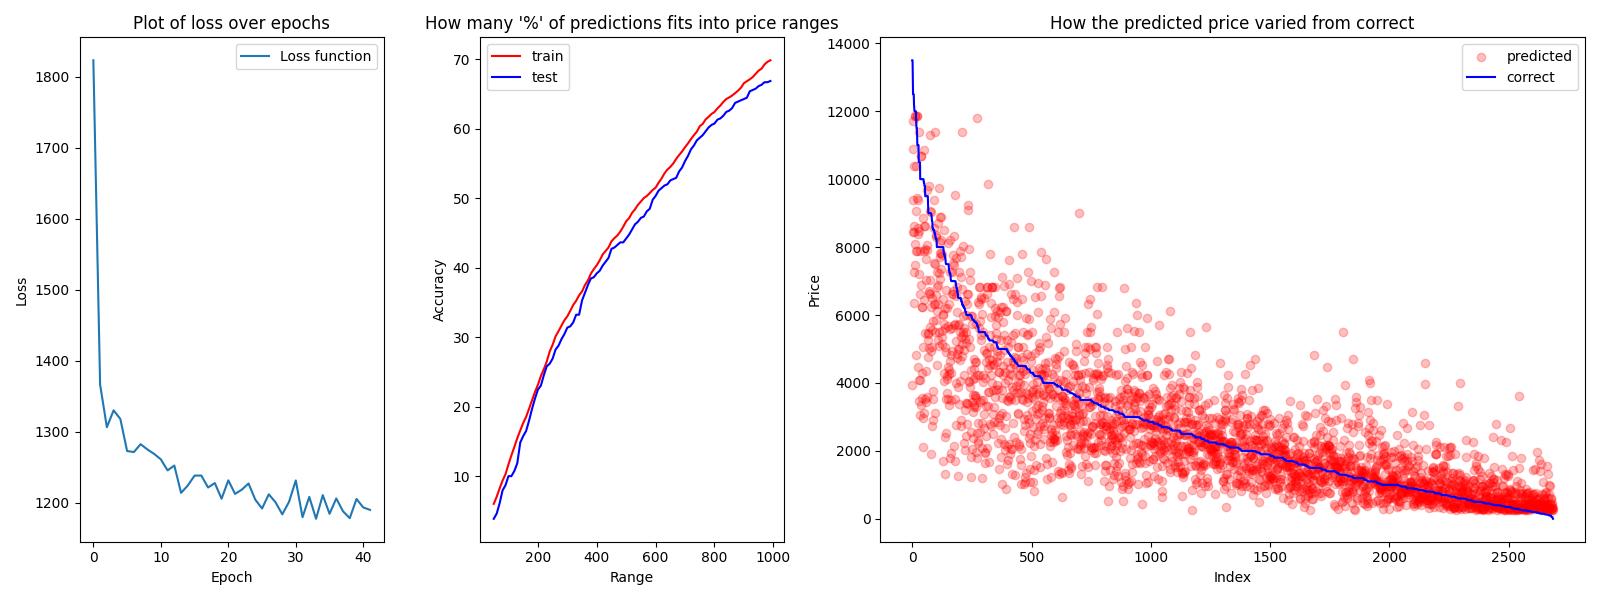 Plot of loss over epochs
Loss function
1800
1700
1600
1500
1400
1300
1200
0 10 20 30 40
Epoch
Loss
How many '%' of predictions fits into price ranges
train
test
70
60
50
40
30
20
10
200 400 600 800 1000
Range
Accuracy
How the predicted price varied from correct
predicted
correct
14000
12000
10000
8000
6000
4000
2000
0
0 500 1000 1500 2000 2500
Index
Price